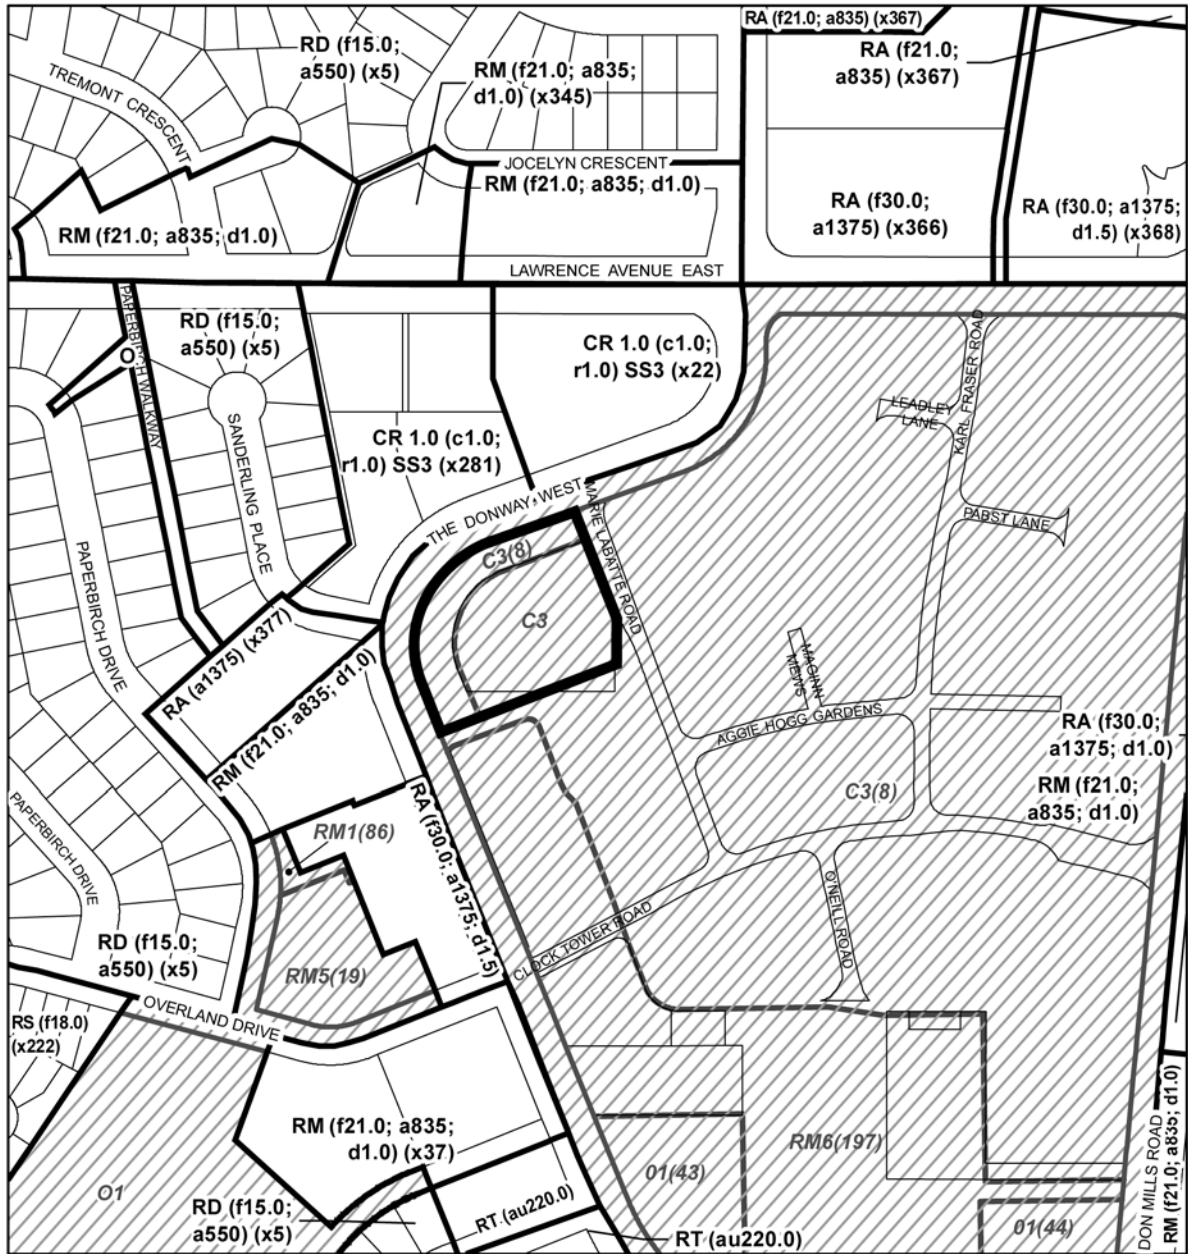 RA (f21.0; a835) (x367)
RD (f15.0;
a550) (x5)
RA (f21.0;
a835) (x367)
RM (f21.0; a835;
d1.0) (x345)
TREMONT CRESCENT
JOCELYN CRESCENT
RM (f21.0; a835; d1.0)
RA (f30.0;
a1375) (x366)
RA (f30.0; a1375;
d1.5) (x368)
RM (f21.0; a835; d1.0)
LAWRENCE AVENUE EAST
PAPERBIRCH WALKWAY
RD (f15.0;
a550) (x5)
O
CR 1.0 (c1.0;
r1.0) SS3 (x22)
KARL FRASER ROAD
LEADLEY
LANE
SANDERLING PLACE
CR 1.0 (c1.0;
r1.0) SS3 (x281)
THE DONWAY WEST
MARIE LABATTE ROAD
PABST LANE
C3(8)
C3
PAPERBIRCH DRIVE
RA (a1375) (x377)
RM (f21.0; a835; d1.0)
MAGINN
MEWS
AGGIE HOGG GARDENS
RA (f30.0;
a1375; d1.0)
RM (f21.0;
a835; d1.0)
C3(8)
PAPERBIRCH DRIVE
RM1(86)
RA (f30.0; a1375; d1.5)
O'NEILL ROAD
CLOCK TOWER ROAD
RD (f15.0;
a550) (x5)
RM5(19)
OVERLAND DRIVE
RS (f18.0)
(x222)
RM (f21.0; a835;
d1.0) (x37)
RM6(197)
01(43)
O1
RD (f15.0;
a550) (x5)
RT (au220.0)
RT (au220.0)
01(44)
DON MILLS ROAD
RM (f21.0; a835; d1.0)